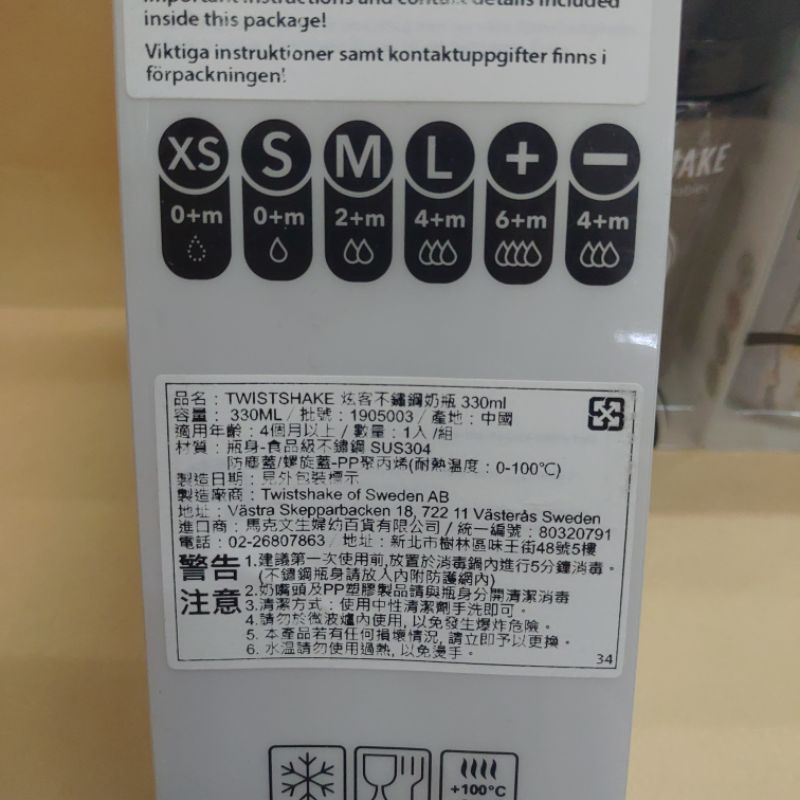 Important instructions and contact details included
inside this package!
Viktiga instruktioner samt kontaktuppgifter finns i
förpackningen!
XS S M L + −
0+m 0+m 2+m 4+m 6+m 4+m
AKE
品名：TWISTSHAKE 炫客不鏽鋼奶瓶 330ml
容量： 330ML / 批號：1905003 / 產地：中國
適用年齡：4個月以上 / 數量：1入 /組
材質：瓶身-食品級不鏽鋼 SUS304
防塵蓋/螺旋蓋-PP聚丙烯(耐熱溫度：0-100℃)
製造日期：見外包裝標示
製造廠商：Twistshake of Sweden AB
地址：Västra Skepparbacken 18, 722 11 Västerås Sweden
進口商：馬克文生婦幼百貨有限公司 / 統一編號：80320791
電話：02-26807863 / 地址：新北市樹林區味王街48號5樓
警告 1.建議第一次使用前,放置於消毒鍋內進行5分鐘消毒。
(不鏽鋼瓶身請放入內附防護網內)
注意 2.奶嘴頭及PP塑膠製品請與瓶身分開清潔消毒
3.清潔方式：使用中性清潔劑手洗即可。
4.請勿於微波爐內使用, 以免發生爆炸危險。
5. 本產品若有任何損壞情況, 請立即予以更換。
6. 水溫請勿使用過熱, 以免燙手。
34
+100°C